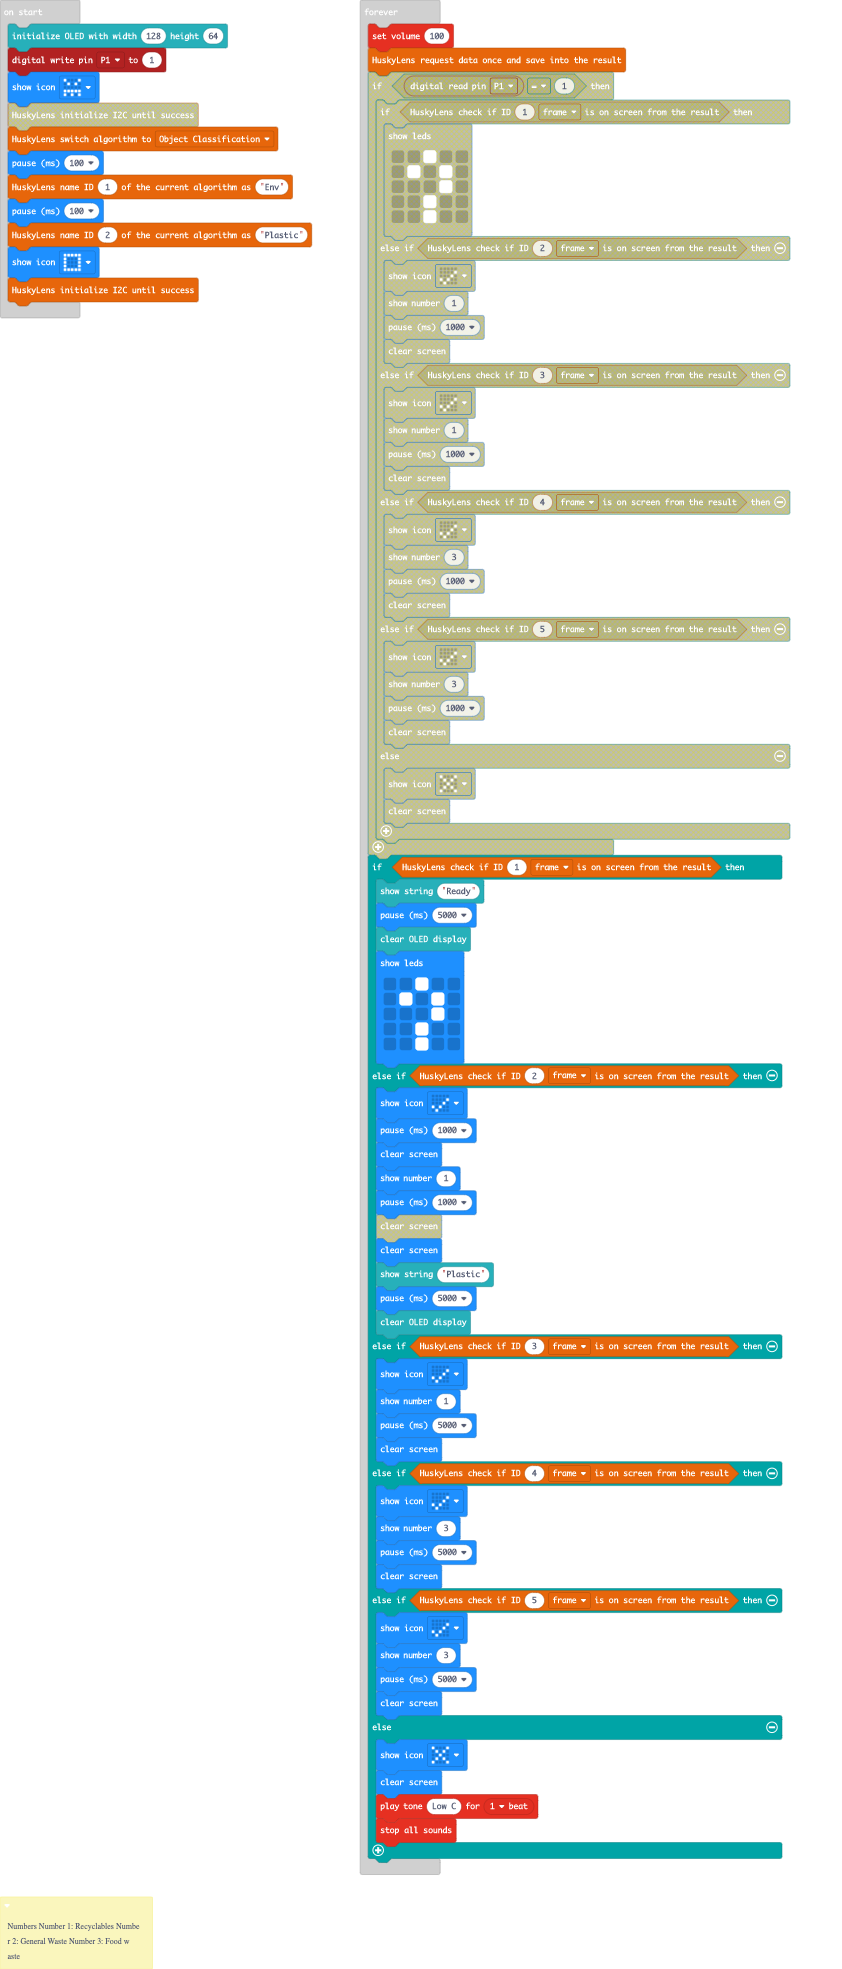 on start
initialize OLED with width 128 height 64
digital write pin P1 to 1
show icon
HuskyLens initialize I2C until success
HuskyLens switch algorithm to Object Classification
pause (ms) 100
HuskyLens name ID 1 of the current algorithm as "Env"
pause (ms) 100
HuskyLens name ID 2 of the current algorithm as "Plastic"
show icon
HuskyLens initialize I2C until success
forever
set volume 100
HuskyLens request data once and save into the result
if digital read pin P1 = 1 then
if HuskyLens check if ID 1 frame is on screen from the result then
show leds
else if HuskyLens check if ID 2 frame is on screen from the result then
show icon
show number 1
pause (ms) 1000
clear screen
else if HuskyLens check if ID 3 frame is on screen from the result then
show icon
show number 1
pause (ms) 1000
clear screen
else if HuskyLens check if ID 4 frame is on screen from the result then
show icon
show number 3
pause (ms) 1000
clear screen
else if HuskyLens check if ID 5 frame is on screen from the result then
show icon
show number 3
pause (ms) 1000
clear screen
else
show icon
clear screen
if HuskyLens check if ID 1 frame is on screen from the result then
show string "Ready"
pause (ms) 5000
clear OLED display
show leds
else if HuskyLens check if ID 2 frame is on screen from the result then
show icon
pause (ms) 1000
clear screen
show number 1
pause (ms) 1000
clear screen
clear screen
show string "Plastic"
pause (ms) 5000
clear OLED display
else if HuskyLens check if ID 3 frame is on screen from the result then
show icon
show number 1
pause (ms) 5000
clear screen
else if HuskyLens check if ID 4 frame is on screen from the result then
show icon
show number 3
pause (ms) 5000
clear screen
else if HuskyLens check if ID 5 frame is on screen from the result then
show icon
show number 3
pause (ms) 5000
clear screen
else
show icon
clear screen
play tone Low C for 1 beat
stop all sounds
Numbers Number 1: Recyclables Numbe
r 2: General Waste Number 3: Food w
aste